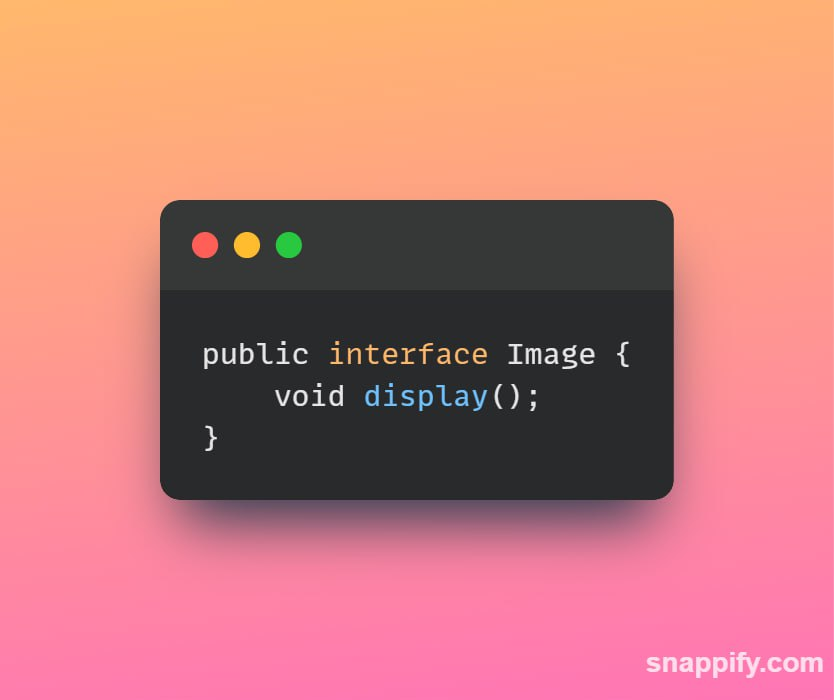 public interface Image {
    void display();
}
snappify.com